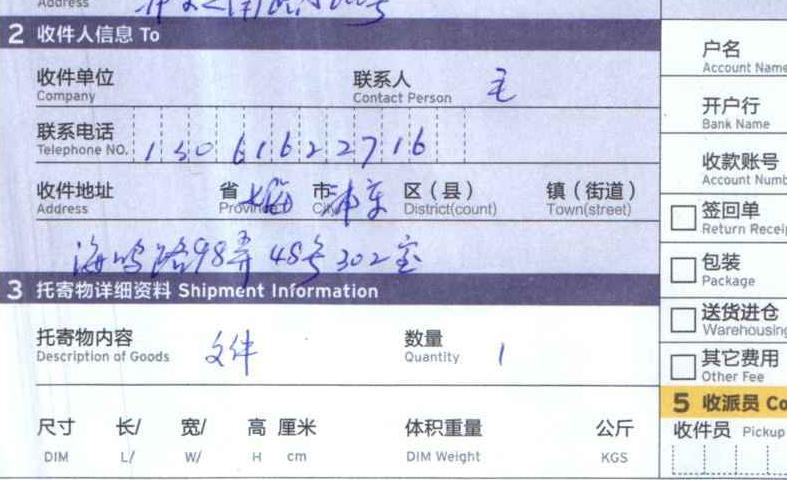 Address
2 收件人信息 To
户名
Account Name
收件单位 联系人 毛
Company Contact Person
开户行
Bank Name
联系电话 13061622716
Telephone NO.
收款账号
Account Numb
收件地址 省 上海 市 浦东 区(县) 镇(街道)
Address Province City District(count) Town(street)
签回单
Return Receip
海鸣路98弄48号302室
包装
Package
3 托寄物详细资料 Shipment Information
送货进仓
Warehousing
托寄物内容 文件 数量 1
Description of Goods Quantity
其它费用
Other Fee
5 收派员 Co
尺寸 长/ 宽/ 高 厘米 体积重量 公斤
DIM L/ W/ H cm DIM Weight KGS
收件员 Pickup